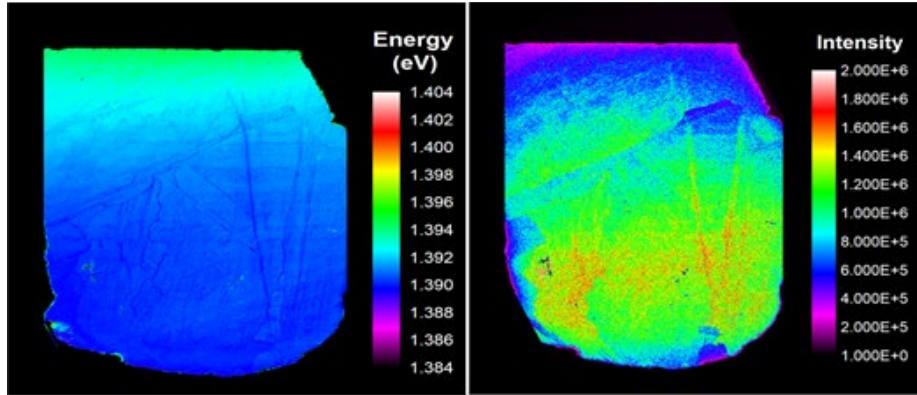 Energy
(eV)
1.404
1.402
1.400
1.398
1.396
1.394
1.392
1.390
1.388
1.386
1.384
Intensity
2.000E+6
1.800E+6
1.600E+6
1.400E+6
1.200E+6
1.000E+6
8.000E+5
6.000E+5
4.000E+5
2.000E+5
1.000E+0